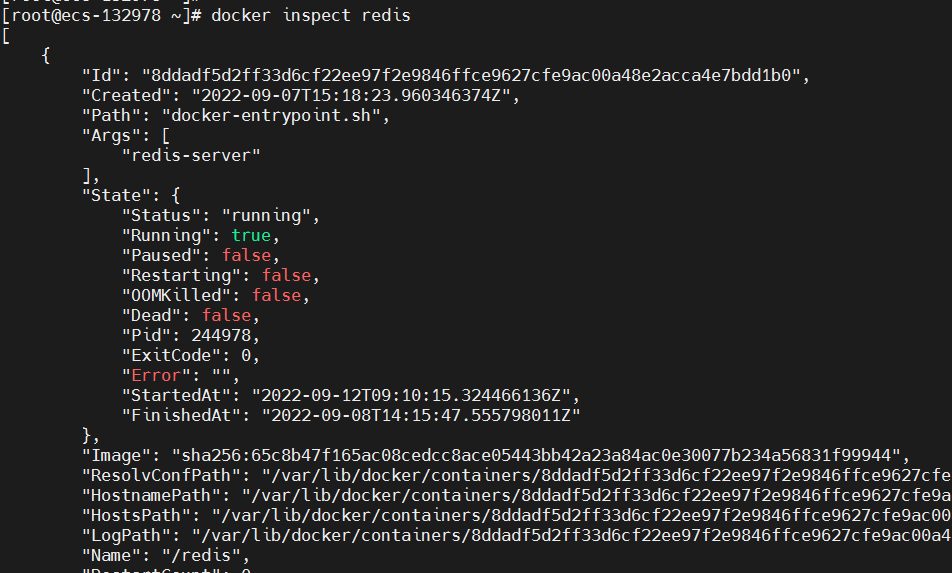 [root@ecs-132978 ~]# docker inspect redis
[
    {
        "Id": "8ddadf5d2ff33d6cf22ee97f2e9846ffce9627cfe9ac00a48e2acca4e7bdd1b0",
        "Created": "2022-09-07T15:18:23.960346374Z",
        "Path": "docker-entrypoint.sh",
        "Args": [
            "redis-server"
        ],
        "State": {
            "Status": "running",
            "Running": true,
            "Paused": false,
            "Restarting": false,
            "OOMKilled": false,
            "Dead": false,
            "Pid": 244978,
            "ExitCode": 0,
            "Error": "",
            "StartedAt": "2022-09-12T09:10:15.324466136Z",
            "FinishedAt": "2022-09-08T14:15:47.555798011Z"
        },
        "Image": "sha256:65c8b47f165ac08cedcc8ace05443bb42a23a84ac0e30077b234a56831f99944",
        "ResolvConfPath": "/var/lib/docker/containers/8ddadf5d2ff33d6cf22ee97f2e9846ffce9627cfe
        "HostnamePath": "/var/lib/docker/containers/8ddadf5d2ff33d6cf22ee97f2e9846ffce9627cfe9a
        "HostsPath": "/var/lib/docker/containers/8ddadf5d2ff33d6cf22ee97f2e9846ffce9627cfe9ac00
        "LogPath": "/var/lib/docker/containers/8ddadf5d2ff33d6cf22ee97f2e9846ffce9627cfe9ac00a4
        "Name": "/redis",